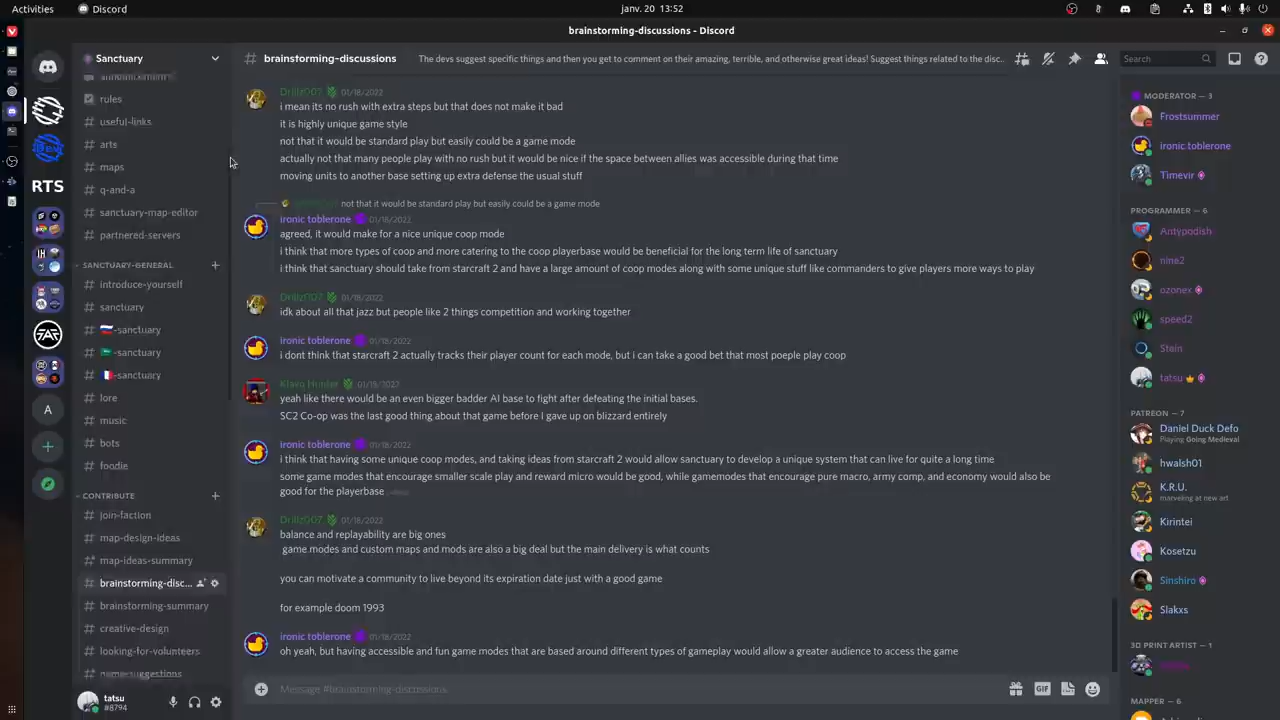 Activities
Discord
janv. 20 13:52
brainstorming-discussions - Discord
Sanctuary
announcements
rules
useful-links
arts
maps
q-and-a
sanctuary-map-editor
partnered-servers
SANCTUARY-GENERAL
introduce-yourself
sanctuary
-sanctuary
-sanctuary
-sanctuary
lore
music
bots
foodie
CONTRIBUTE
join-faction
map-design-ideas
map-ideas-summary
brainstorming-disc...
brainstorming-summary
creative-design
looking-for-volunteers
name-suggestions
tatsu
#8794
RTS
A
brainstorming-discussions
The devs suggest specific things and then you get to comment on their amazing, terrible, and otherwise great ideas! Suggest things related to the disc...
Drillz007 01/18/2022
i mean its no rush with extra steps but that does not make it bad
it is highly unique game style
not that it would be standard play but easily could be a game mode
actually not that many people play with no rush but it would be nice if the space between allies was accessible during that time
moving units to another base setting up extra defense the usual stuff
not that it would be standard play but easily could be a game mode
ironic toblerone 01/18/2022
agreed, it would make for a nice unique coop mode
i think that more types of coop and more catering to the coop playerbase would be beneficial for the long term life of sanctuary
i think that sanctuary should take from starcraft 2 and have a large amount of coop modes along with some unique stuff like commanders to give players more ways to play
Drillz007 01/18/2022
idk about all that jazz but people like 2 things competition and working together
ironic toblerone 01/18/2022
i dont think that starcraft 2 actually tracks their player count for each mode, but i can take a good bet that most poeple play coop
Klavo Hunter 01/18/2022
yeah like there would be an even bigger badder AI base to fight after defeating the initial bases.
SC2 Co-op was the last good thing about that game before I gave up on blizzard entirely
ironic toblerone 01/18/2022
i think that having some unique coop modes, and taking ideas from starcraft 2 would allow sanctuary to develop a unique system that can live for quite a long time
some game modes that encourage smaller scale play and reward micro would be good, while gamemodes that encourage pure macro, army comp, and economy would also be
good for the playerbase
Drillz007 01/18/2022
balance and replayability are big ones
game modes and custom maps and mods are also a big deal but the main delivery is what counts
you can motivate a community to live beyond its expiration date just with a good game
for example doom 1993
ironic toblerone 01/18/2022
oh yeah, but having accessible and fun game modes that are based around different types of gameplay would allow a greater audience to access the game
Message #brainstorming-discussions
GIF
Search
MODERATOR — 3
Frostsummer
ironic toblerone
Timevir
PROGRAMMER — 6
Antypodish
nine2
ozonex
speed2
Stein
tatsu
PATREON — 7
Daniel Duck Defo
Playing Going Medieval
hwalsh01
K.R.U.
marveling at new art
Kirintei
Kosetzu
Sinshiro
Slakxs
3D PRINT ARTIST — 1
MAPPER — 6